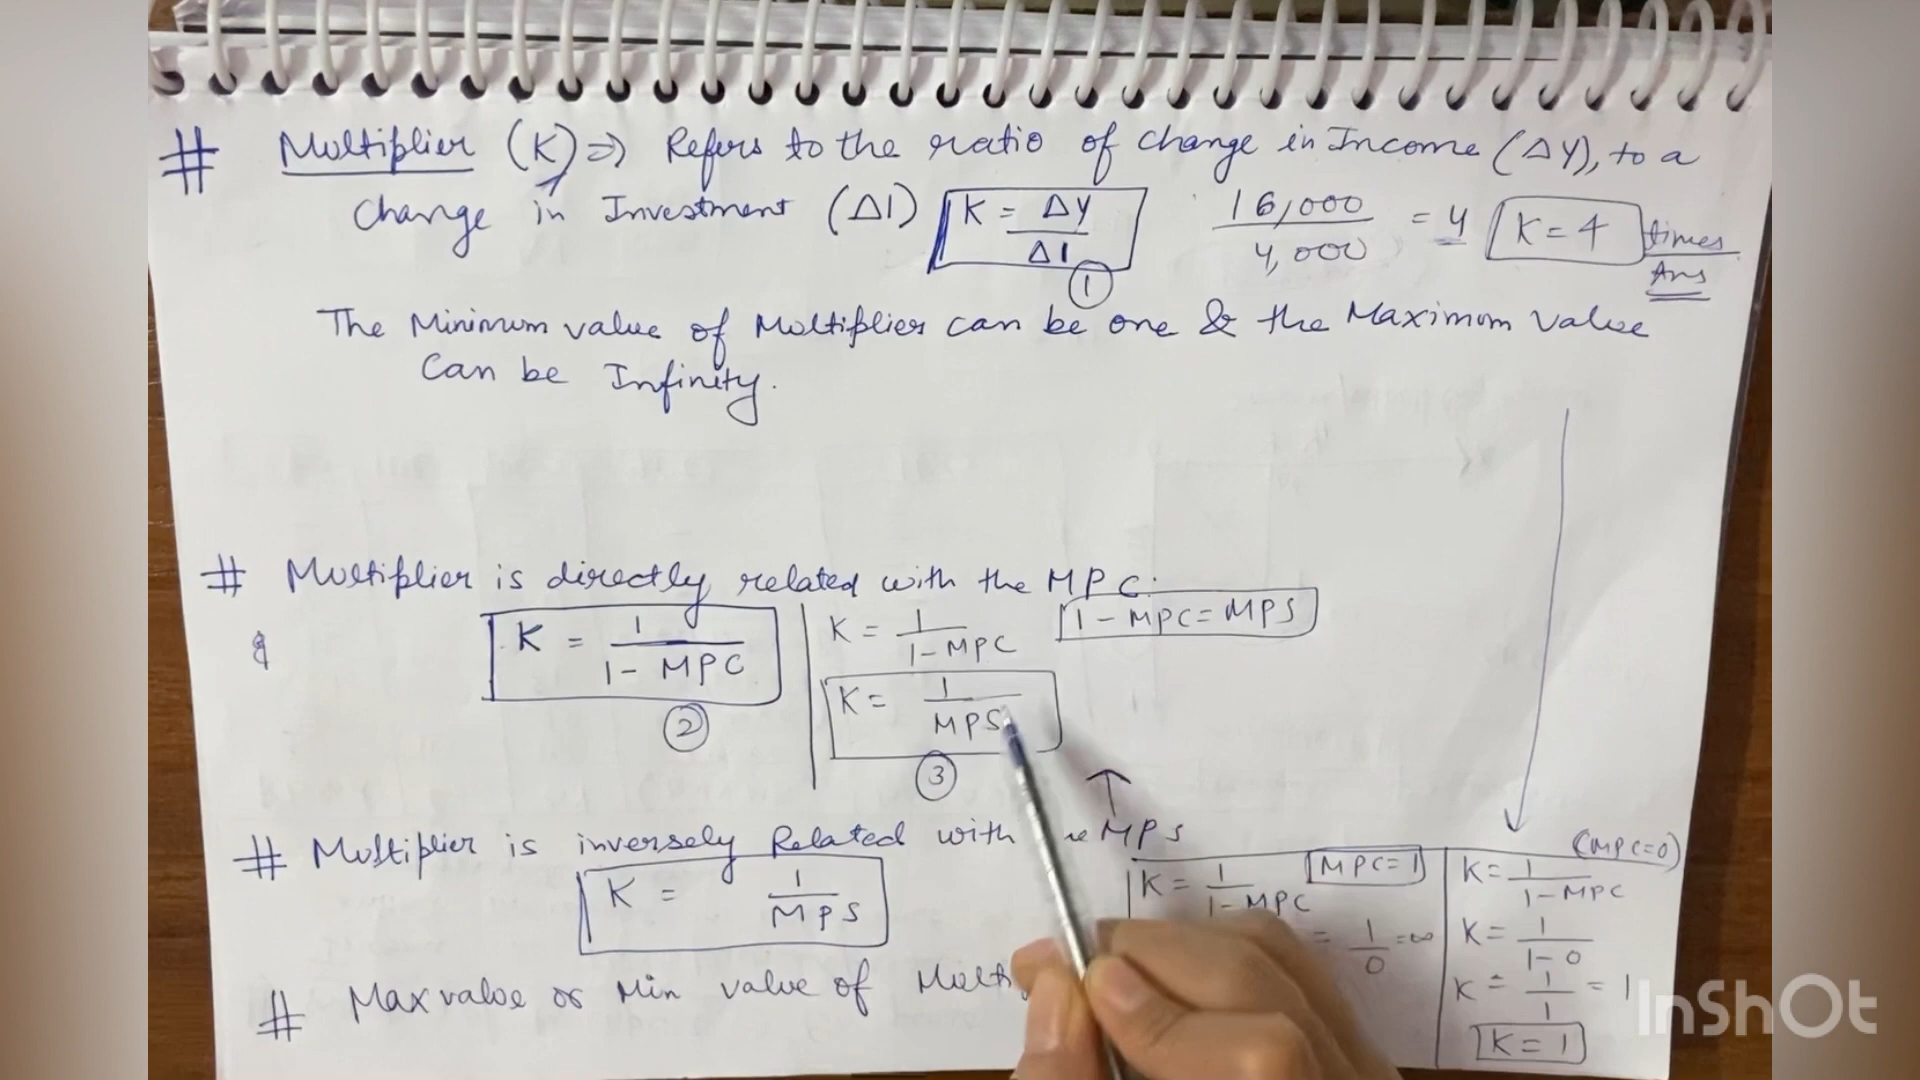 # Multiplier (K) ⇒ Refers to the ratio of change in Income (ΔY), to a
change in Investment (ΔI) K = ΔY/ΔI 16,000/4,000 = 4 K = 4 times
① Ans
The Minimum value of Multiplier can be one & the Maximum value
Can be Infinity.
# Multiplier is directly related with the MPC.
& K = 1/1 - MPC K = 1/1 - MPC 1 - MPC = MPS
② K = 1/MPS
③
# Multiplier is inversely Related with MPS
K = 1/MPS
K = 1/1 - MPC MPC = 1
= 1/0 = ∞
(MPC=0)
K = 1/1 - MPC
K = 1/1 - 0
K = 1/1 = 1
K = 1
# Max value or Min value of
InShOt